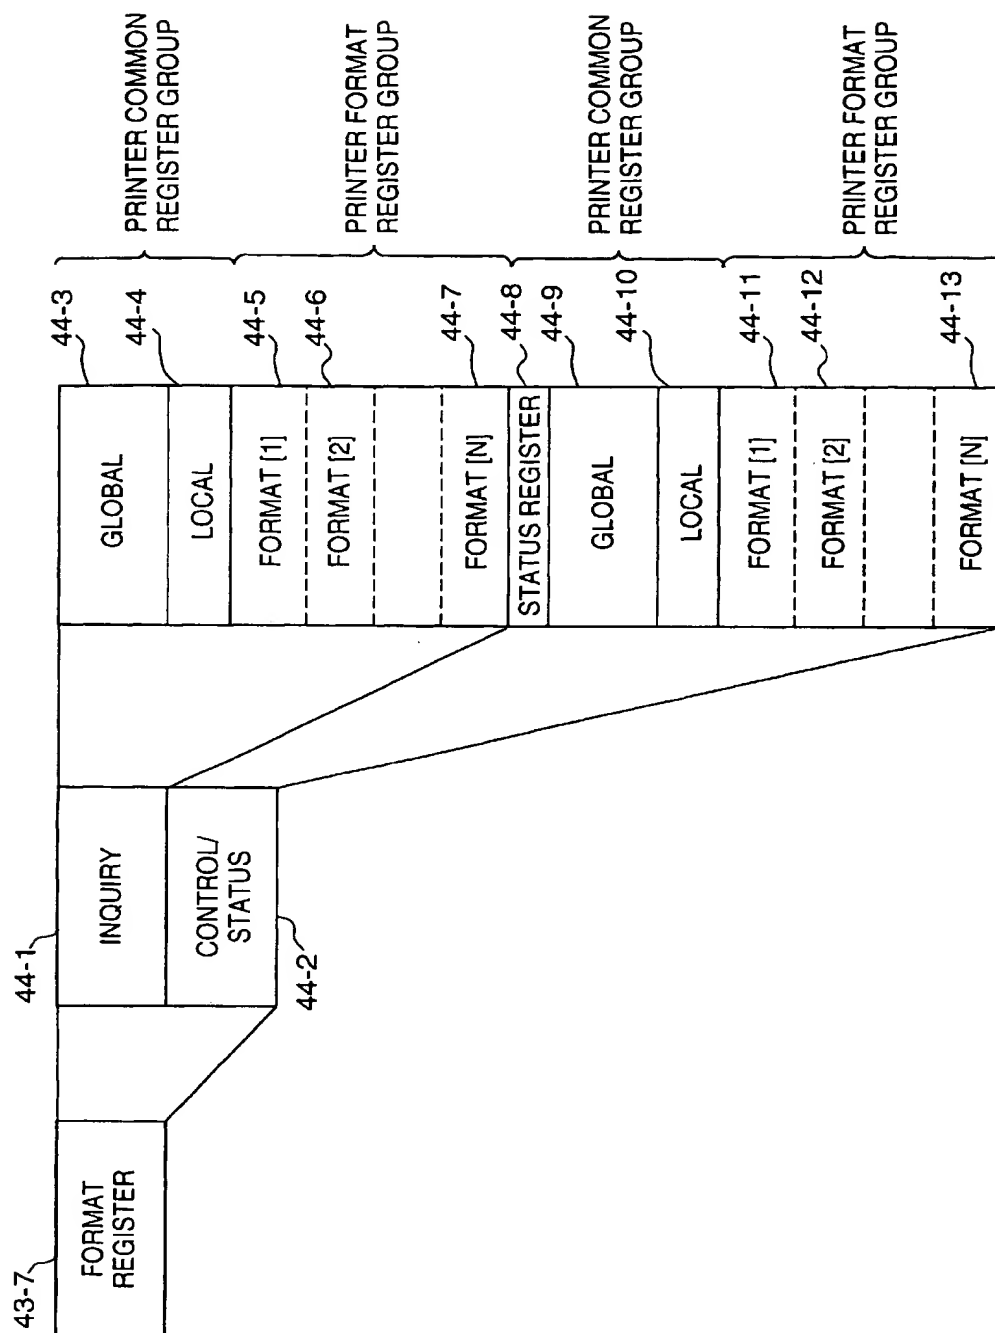 43-7
FORMAT
REGISTER
44-1
INQUIRY
CONTROL/
STATUS
44-2
GLOBAL
44-3
LOCAL
44-4
FORMAT [1]
44-5
FORMAT [2]
44-6
FORMAT [N]
44-7
STATUS REGISTER
44-8
GLOBAL
44-9
LOCAL
44-10
FORMAT [1]
44-11
FORMAT [2]
44-12
FORMAT [N]
44-13
PRINTER COMMON
REGISTER GROUP
PRINTER FORMAT
REGISTER GROUP
PRINTER COMMON
REGISTER GROUP
PRINTER FORMAT
REGISTER GROUP